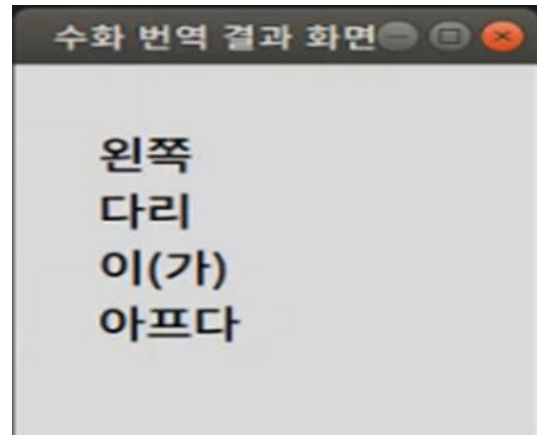 수화 번역 결과 화면
왼쪽
다리
이(가)
아프다